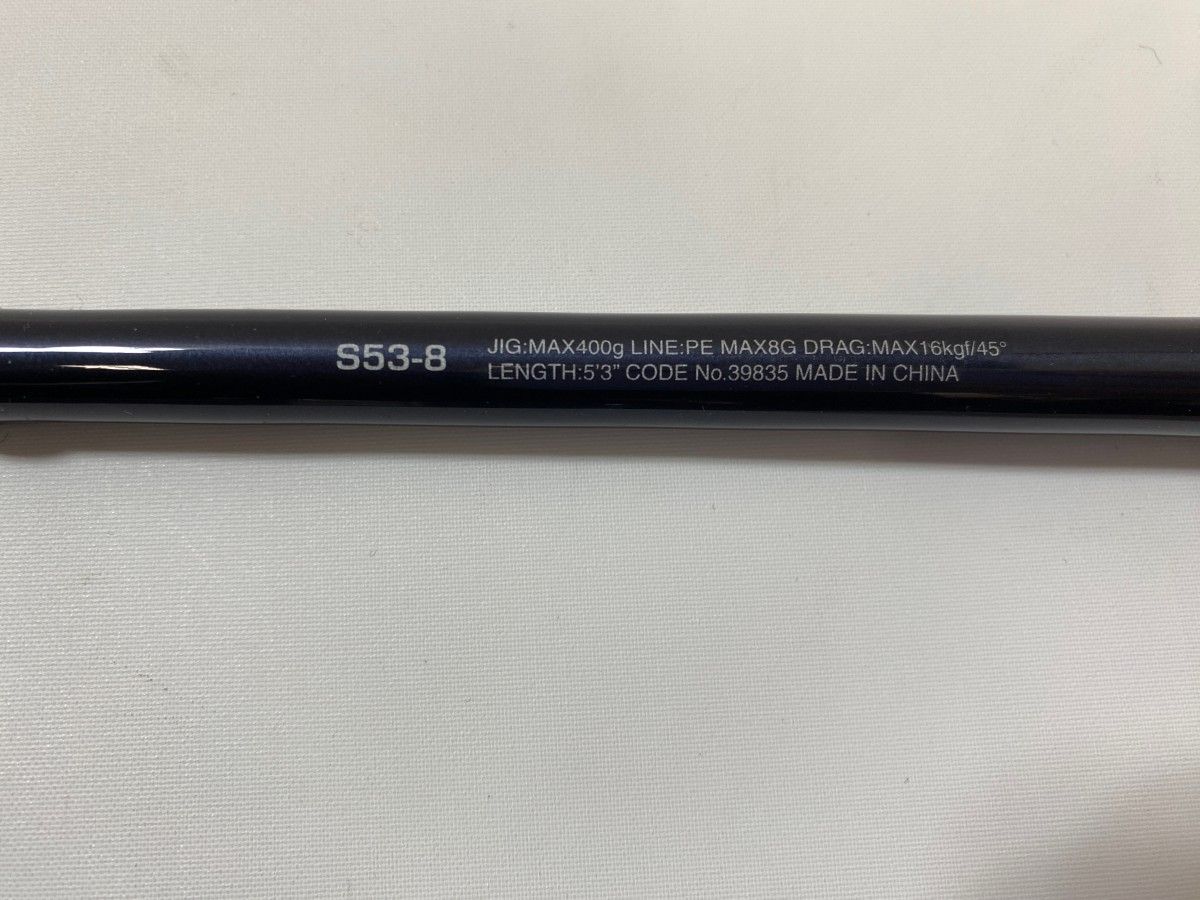 S53-8
JIG:MAX400g LINE:PE MAX8G DRAG:MAX16kgf/45°
LENGTH:5'3” CODE No.39835 MADE IN CHINA